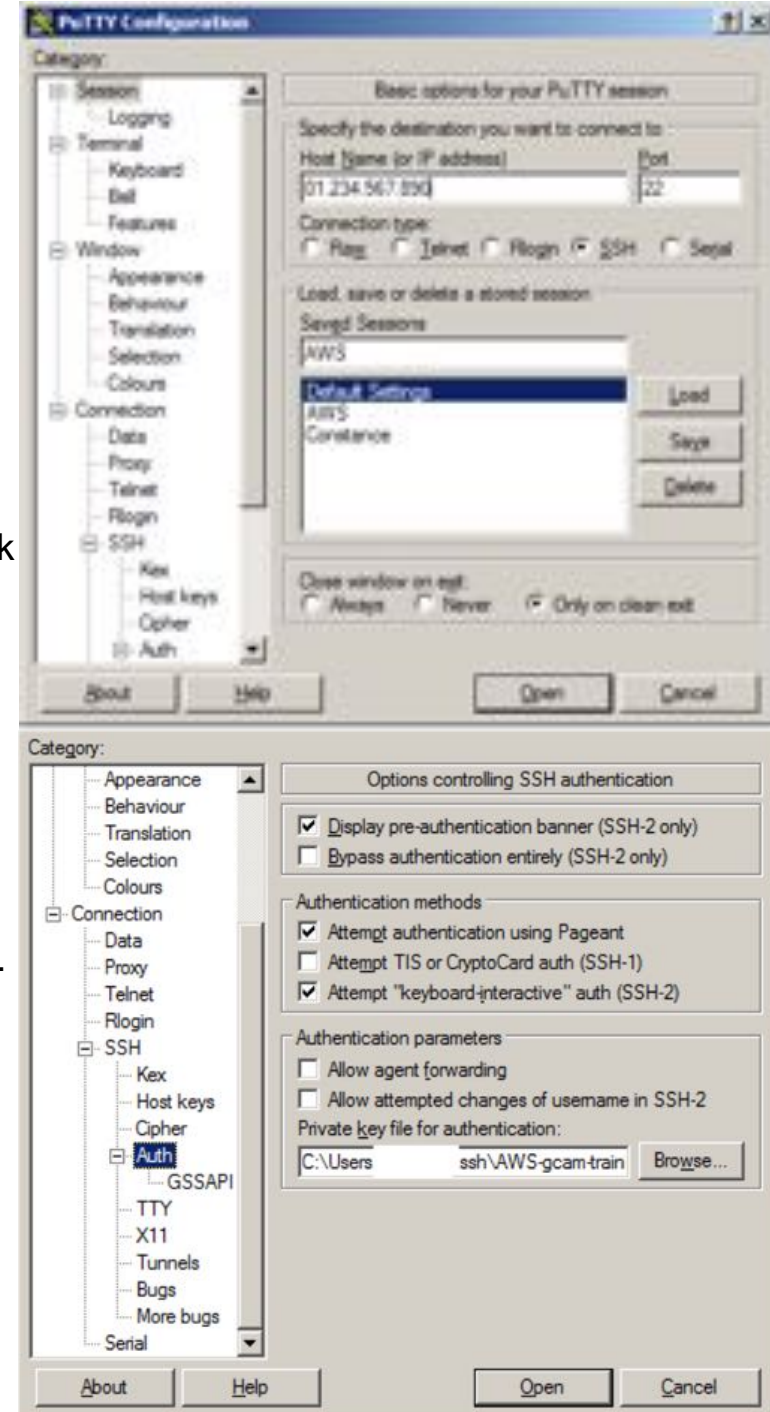 PuTTY Configuration
Category:
Session
Logging
Terminal
Keyboard
Bell
Features
Window
Appearance
Behaviour
Translation
Selection
Colours
Connection
Data
Proxy
Telnet
Rlogin
SSH
Kex
Host keys
Cipher
Auth
Basic options for your PuTTY session
Specify the destination you want to connect to
Host Name (or IP address) Port
01.234.567.890 22
Connection type:
Raw Telnet Rlogin SSH Serial
Load, save or delete a stored session
Saved Sessions
AWS
Default Settings
AWS
Constance
Load
Save
Delete
Close window on exit:
Always Never Only on clean exit
About Help Open Cancel
k
Category:
Appearance
Behaviour
Translation
Selection
Colours
Connection
Data
Proxy
Telnet
Rlogin
SSH
Kex
Host keys
Cipher
Auth
GSSAPI
TTY
X11
Tunnels
Bugs
More bugs
Serial
Options controlling SSH authentication
Display pre-authentication banner (SSH-2 only)
Bypass authentication entirely (SSH-2 only)
Authentication methods
Attempt authentication using Pageant
Attempt TIS or CryptoCard auth (SSH-1)
Attempt "keyboard-interactive" auth (SSH-2)
Authentication parameters
Allow agent forwarding
Allow attempted changes of username in SSH-2
Private key file for authentication:
C:\Users ssh\AWS-gcam-train Browse...
About Help Open Cancel
.